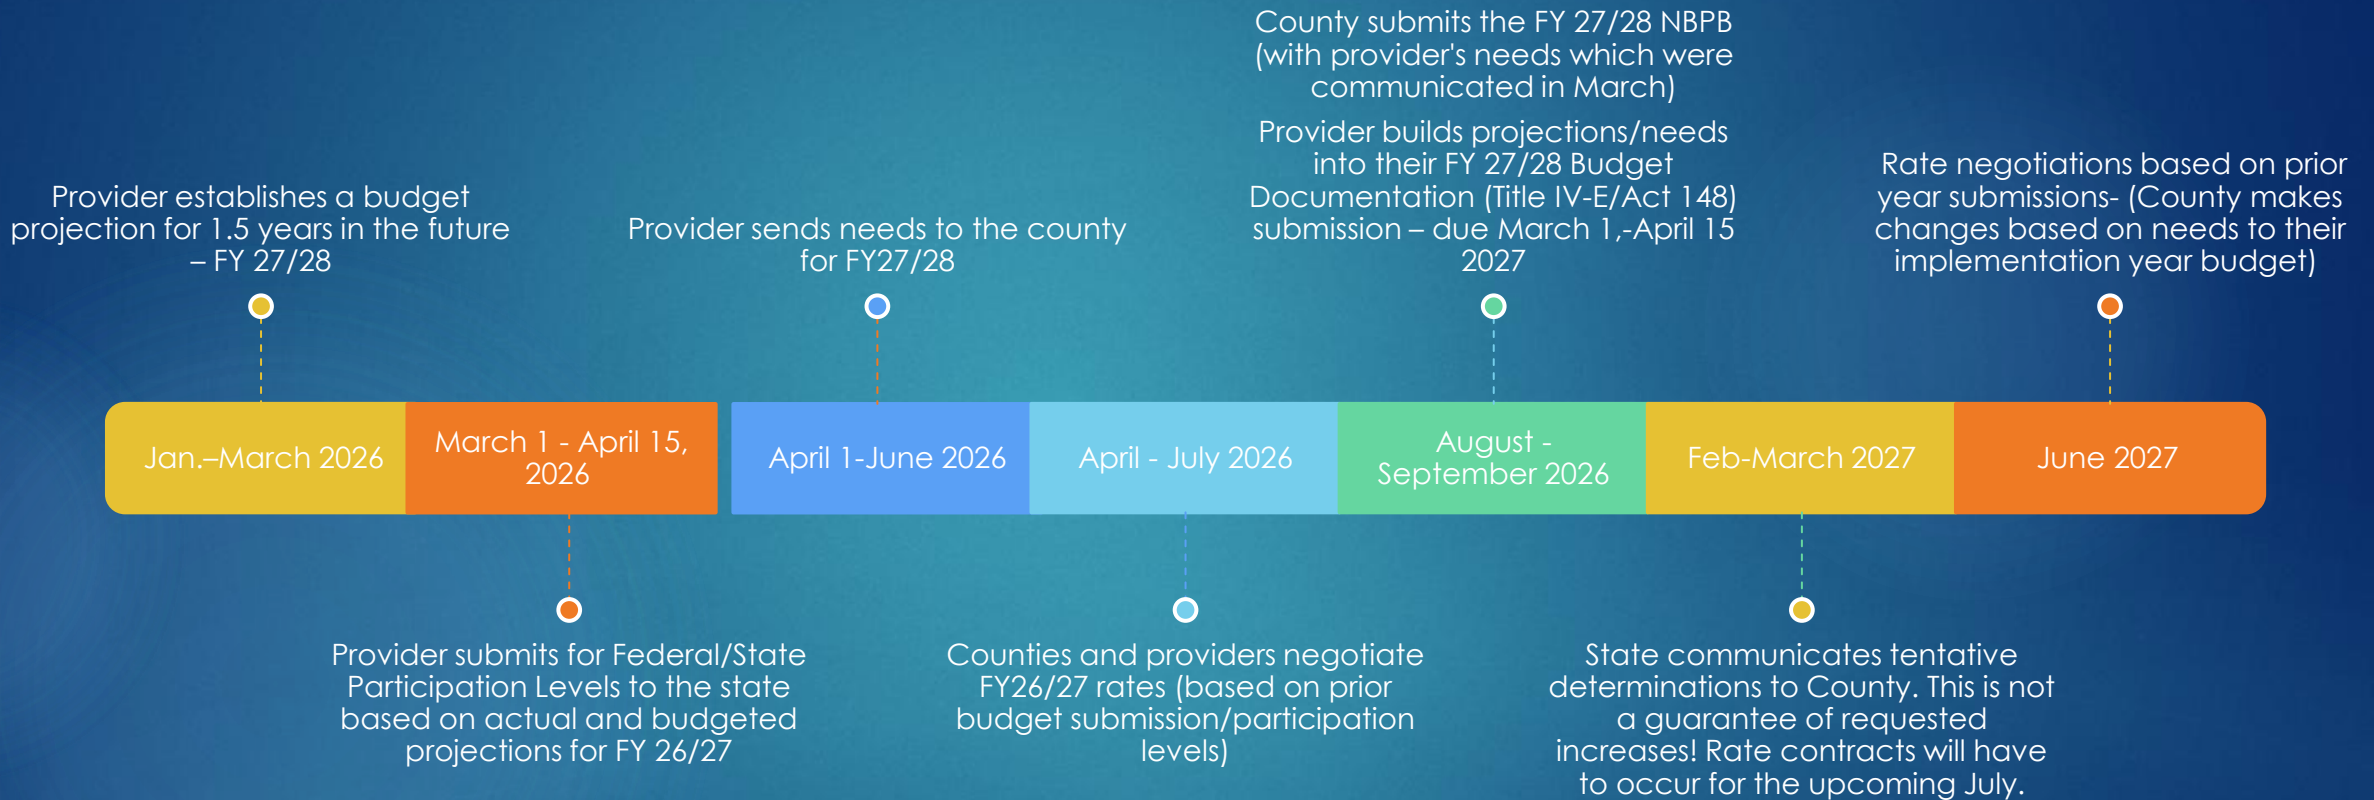 Provider establishes a budget
projection for 1.5 years in the future
– FY 27/28
Provider sends needs to the county
for FY27/28
County submits the FY 27/28 NBPB
(with provider's needs which were
communicated in March)
Provider builds projections/needs
into their FY 27/28 Budget
Documentation (Title IV-E/Act 148)
submission – due March 1,-April 15
2027
Rate negotiations based on prior
year submissions- (County makes
changes based on needs to their
implementation year budget)
Jan.–March 2026
March 1 - April 15,
2026
April 1-June 2026
April - July 2026
August -
September 2026
Feb-March 2027
June 2027
Provider submits for Federal/State
Participation Levels to the state
based on actual and budgeted
projections for FY 26/27
Counties and providers negotiate
FY26/27 rates (based on prior
budget submission/participation
levels)
State communicates tentative
determinations to County. This is not
a guarantee of requested
increases! Rate contracts will have
to occur for the upcoming July.